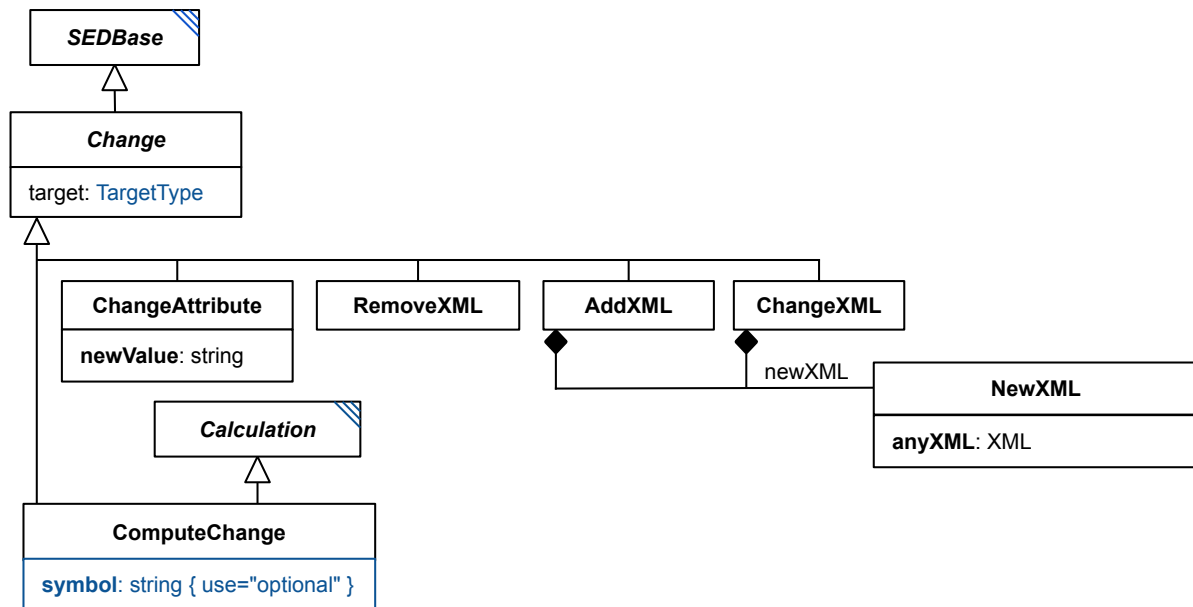 SEDBase
Change
target: TargetType
ChangeAttribute
newValue: string
RemoveXML
AddXML
ChangeXML
newXML
NewXML
anyXML: XML
Calculation
ComputeChange
symbol: string { use="optional" }